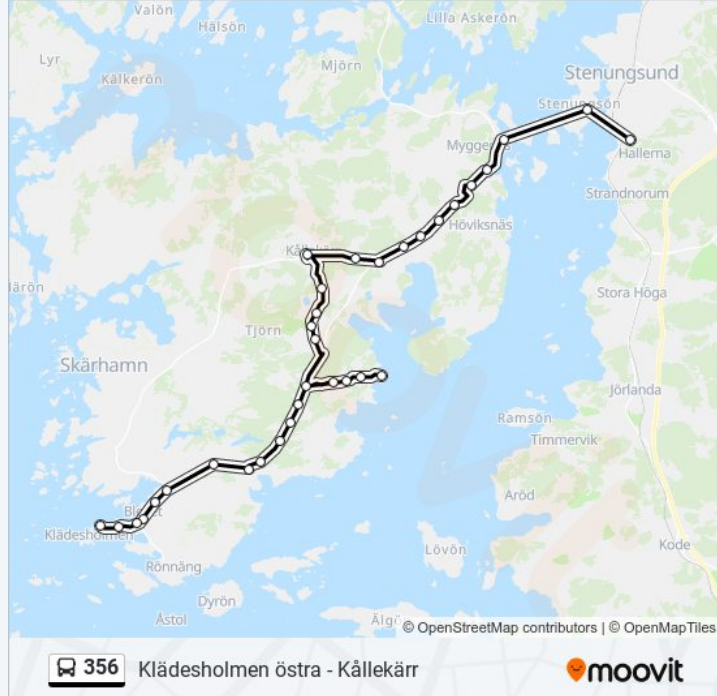 Valön
Hälsön
Lilla Askerön
Lyr
Kälkerön
Mjörn
Stenungsund
Stenungsön
Hallerna
Strandnorum
Höviksnäs
Stora Höga
Tjörn
Skärhamn
Jörlanda
Ramsön
Timmervik
Aröd
Klädesholmen
Rönnäng
Lövön
Kode
Dyrön
Åstol
© OpenStreetMap contributors | © OpenMapTiles
356 Klädesholmen östra - Kållekärr
moovit